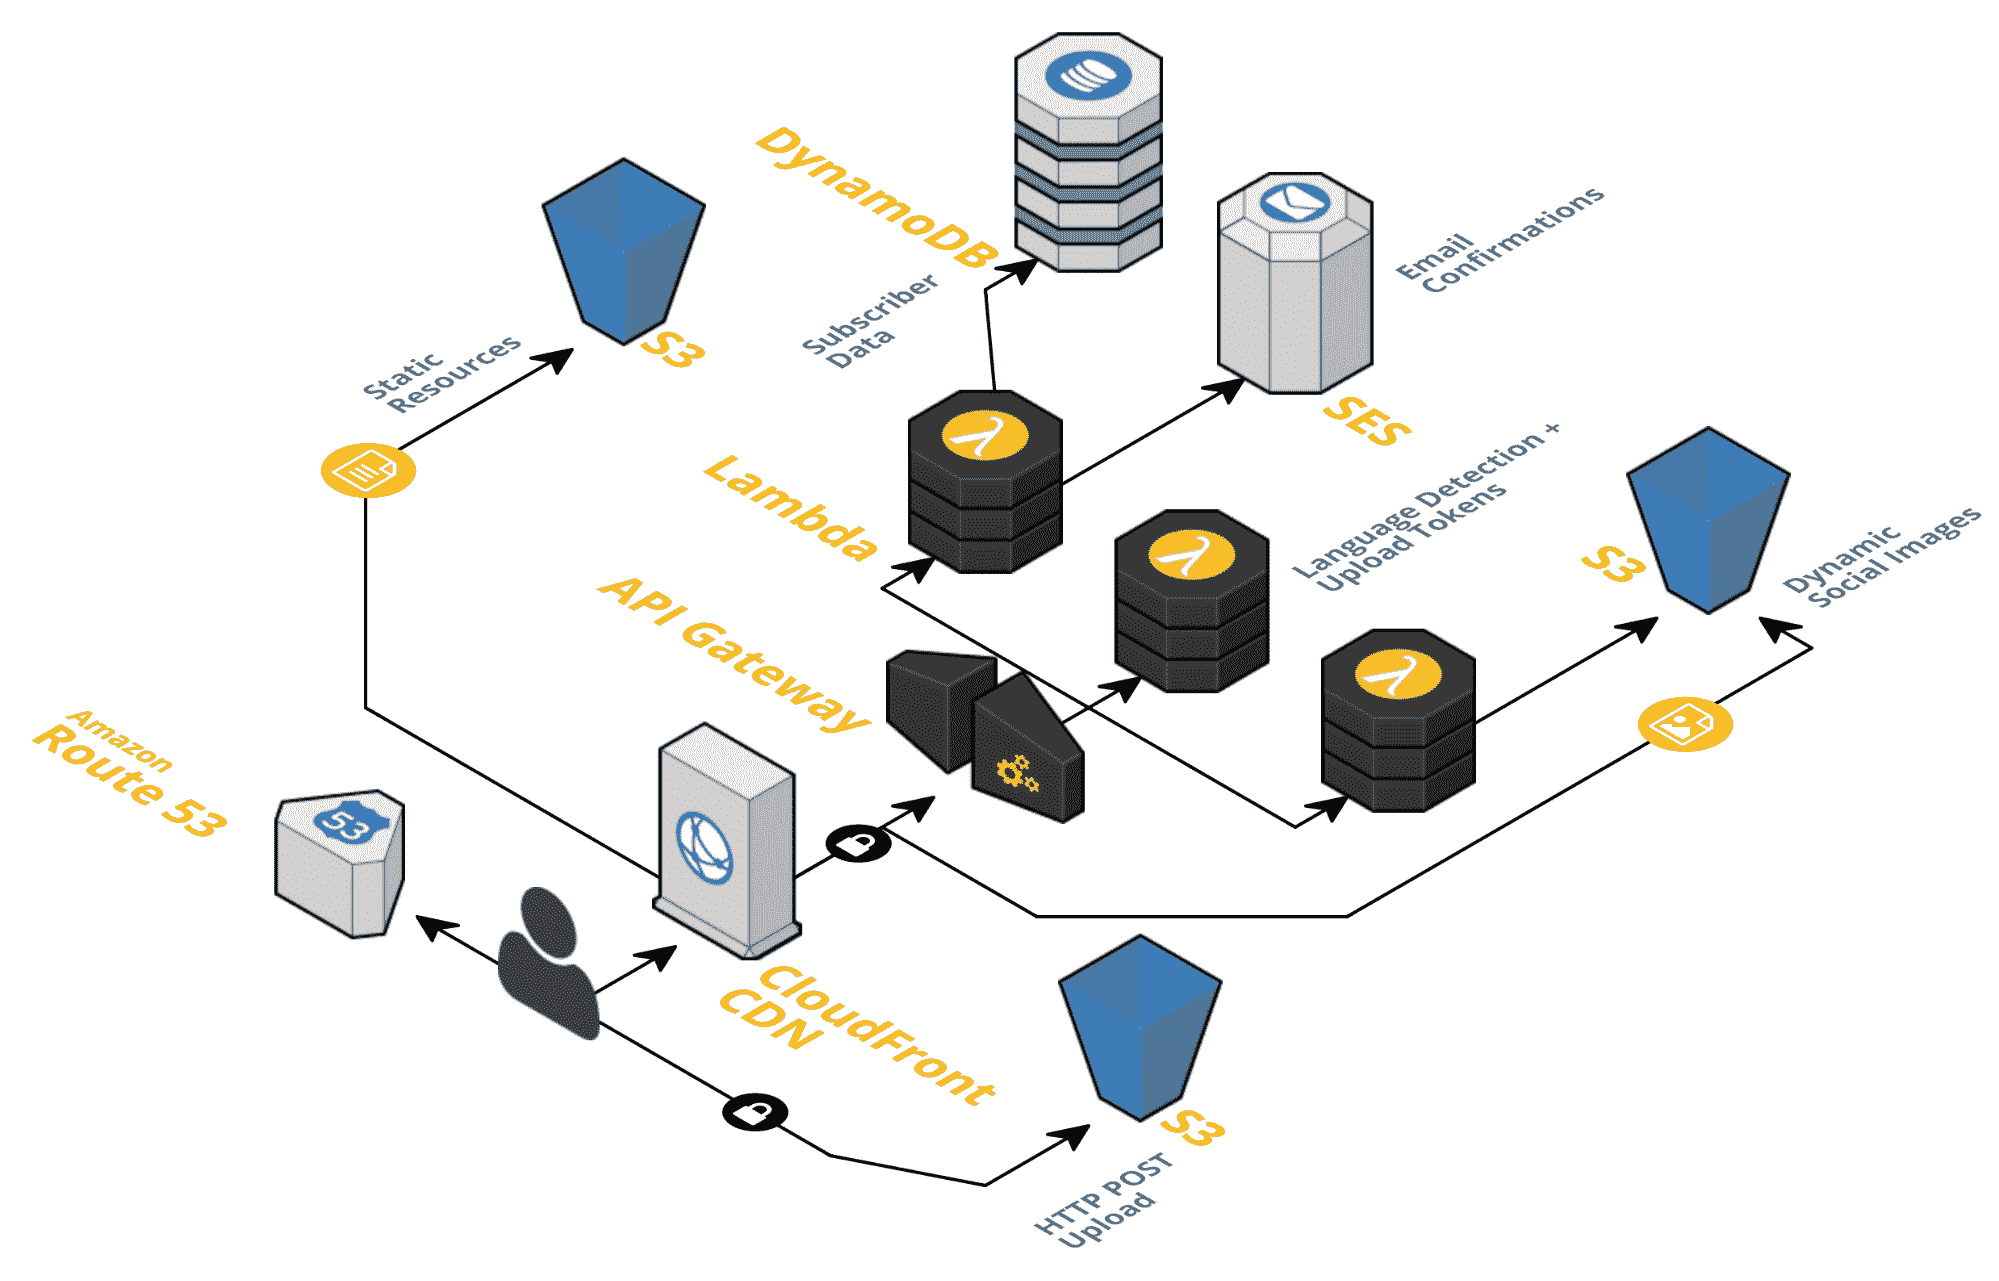 DynamoDB
Subscriber
Data
Email
Confirmations
S3
Static
Resources
SES
Lambda
λ
Language Detection +
Upload Tokens
λ
S3
Dynamic
Social Images
API Gateway
λ
Amazon
Route 53
53
CloudFront
CDN
S3
HTTP POST
Upload